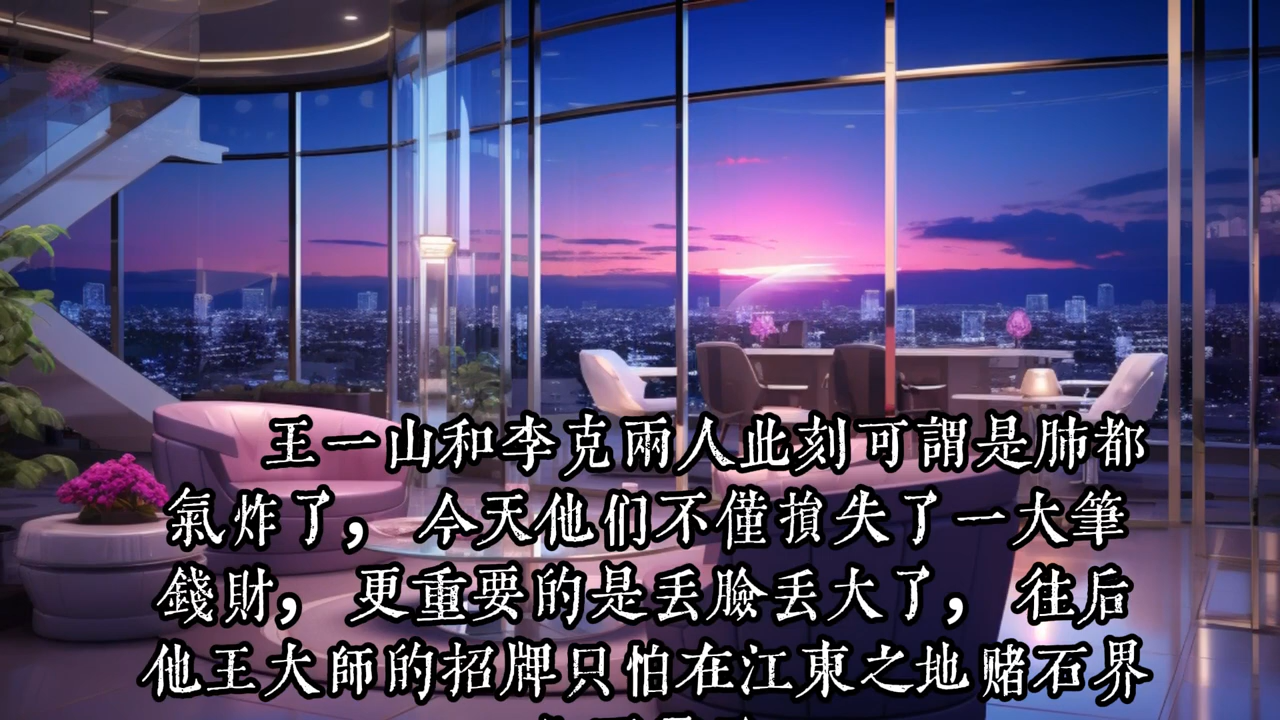 王一山和李克兩人此刻可謂是肺都
氣炸了，今天他们不僅損失了一大筆
錢財，更重要的是丢臉丢大了，往后
他王大師的招牌只怕在江東之地赌石界